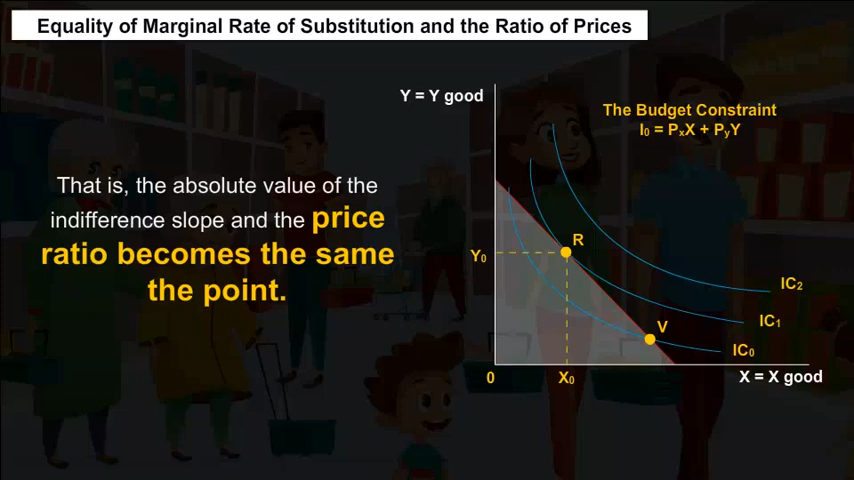 Equality of Marginal Rate of Substitution and the Ratio of Prices
Y = Y good
The Budget Constraint
I₀ = PₓX + PᵧY
That is, the absolute value of the
indifference slope and the price
ratio becomes the same
the point.
R
Y₀
IC₂
IC₁
V
IC₀
0
X₀
X = X good